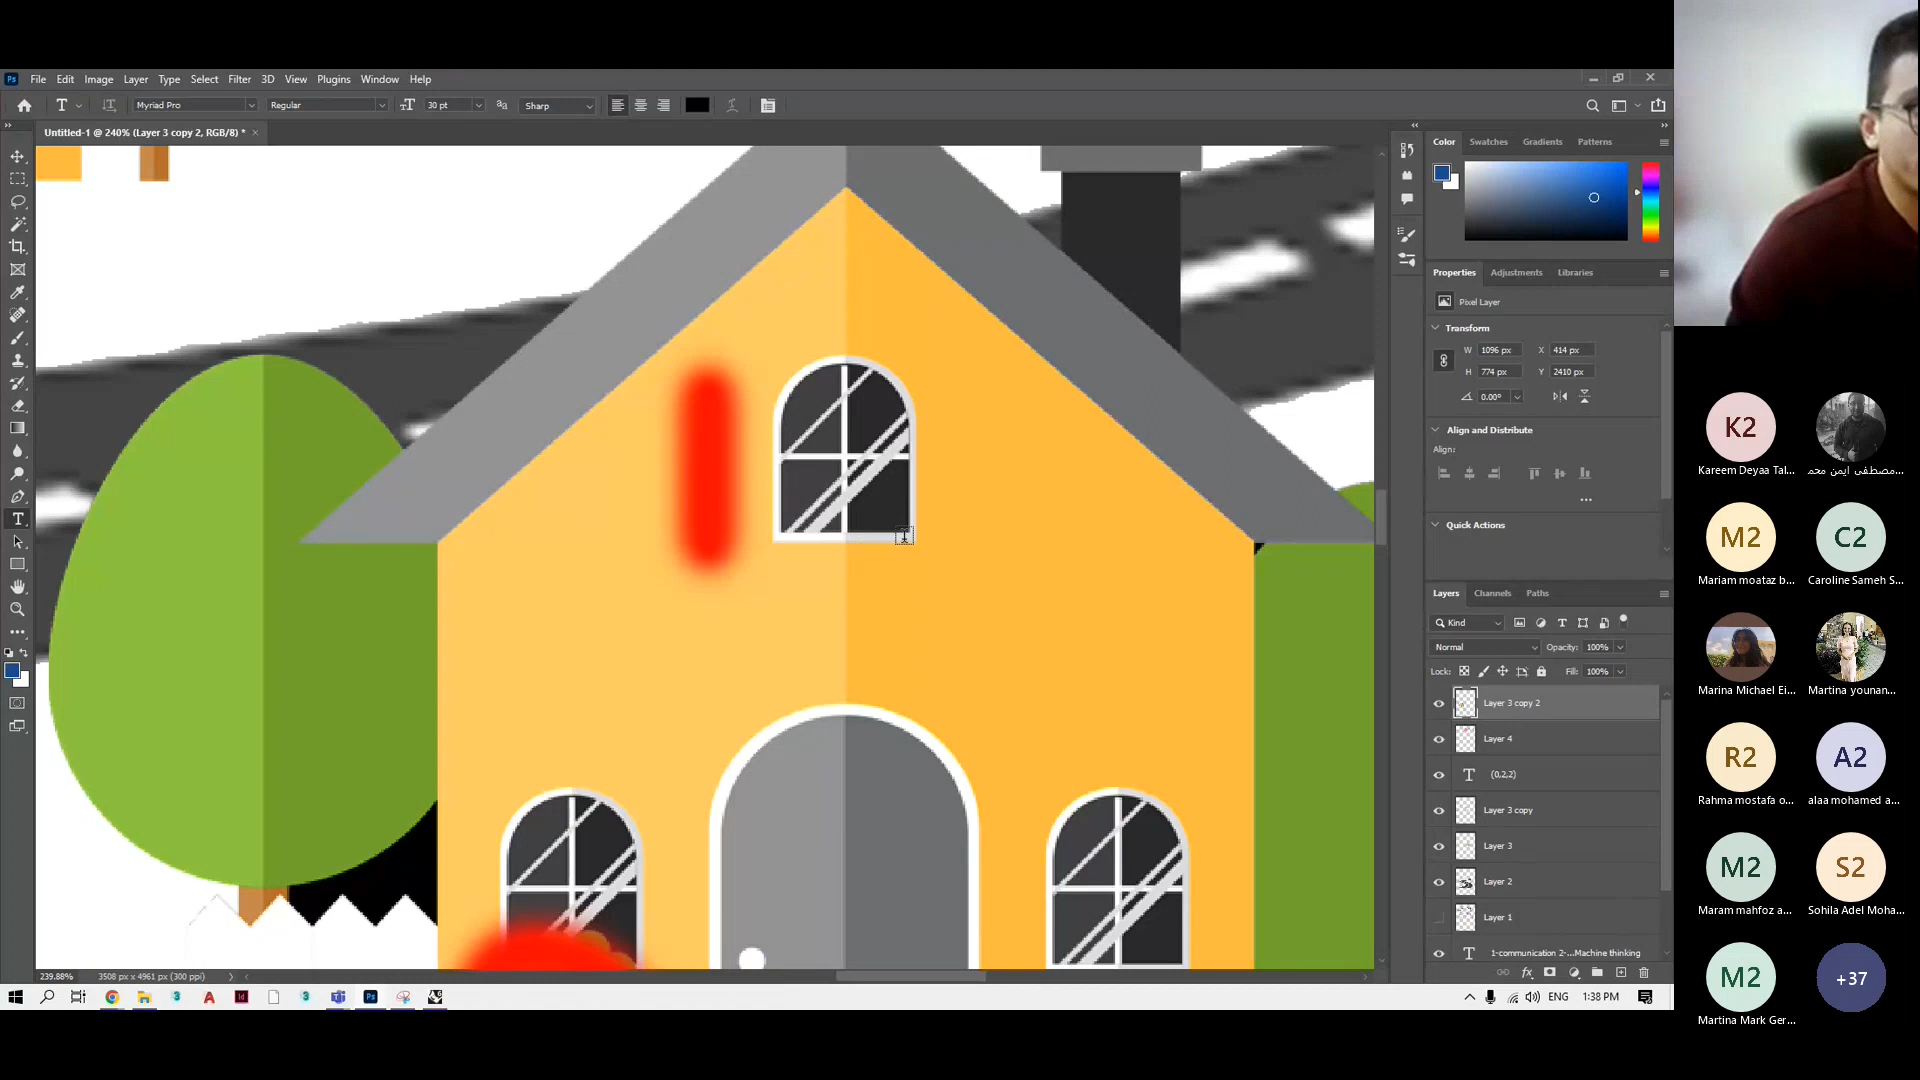 Ps File Edit Image Layer Type Select Filter 3D View Plugins Window Help
T Myriad Pro Regular 30 pt Sharp
Untitled-1 @ 240% (Layer 3 copy 2, RGB/8) *
Color Swatches Gradients Patterns
Properties Adjustments Libraries
Pixel Layer
Transform
W 1096 px X 414 px
H 774 px Y 2410 px
0.00°
Align and Distribute
Align:
Quick Actions
Layers Channels Paths
Kind
Normal Opacity: 100%
Lock: Fill: 100%
Layer 3 copy 2
Layer 4
T (0,2,2)
Layer 3 copy
Layer 3
Layer 2
Layer 1
T 1-communication 2-...Machine thinking
239.88% 3508 px x 4961 px (300 ppi)
ENG 1:38 PM
K2
Kareem Deyaa Tal...
مصطفى ايمن محم...
M2 C2
Mariam moataz b... Caroline Sameh S...
Marina Michael Ei... Martina younan...
R2 A2
Rahma mostafa o... alaa mohamed a...
M2 S2
Maram mahfoz a... Sohila Adel Moha...
M2 +37
Martina Mark Ger...